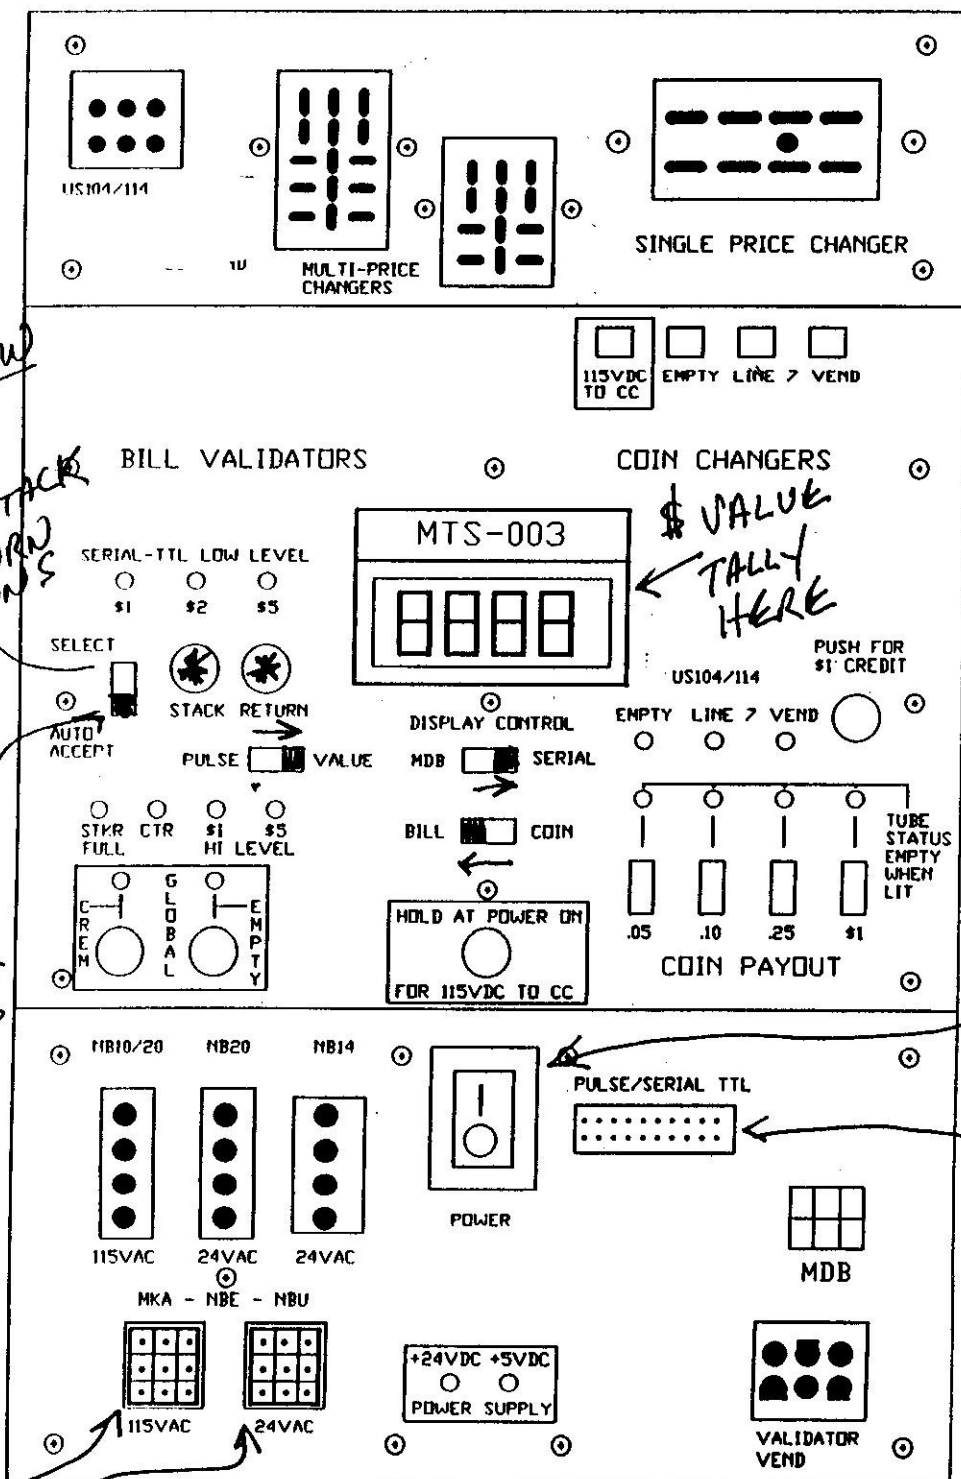 US104/114
MULTI-PRICE
CHANGERS
SINGLE PRICE CHANGER
115VDC
TO CC
EMPTY LINE 7 VEND
BILL VALIDATORS
COIN CHANGERS
MTS-003
$ VALUE
TALLY
HERE
SERIAL-TTL LOW LEVEL
$1 $2 $5
SELECT
AUTO
ACCEPT
STACK RETURN
PULSE VALUE
DISPLAY CONTROL
MDB SERIAL
BILL COIN
US104/114
PUSH FOR
$1 CREDIT
EMPTY LINE 7 VEND
TUBE
STATUS
EMPTY
WHEN
LIT
STKR
FULL
CTR
$1 $5
HI LEVEL
CREM
GLOBAL
EMPTY
HOLD AT POWER ON
FOR 115VDC TO CC
.05 .10 .25 $1
COIN PAYOUT
NB10/20 NB20 NB14
115VAC 24VAC 24VAC
POWER
PULSE/SERIAL TTL
MDB
MKA - NBE - NBU
115VAC 24VAC
+24VDC +5VDC
POWER SUPPLY
VALIDATOR
VEND